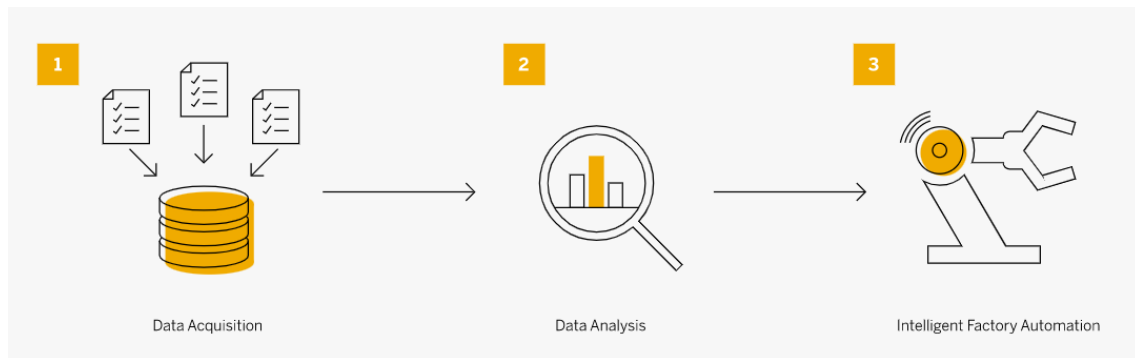 1
2
3
Data Acquisition
Data Analysis
Intelligent Factory Automation